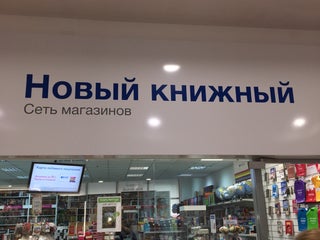 Новый книжный
Сеть магазинов